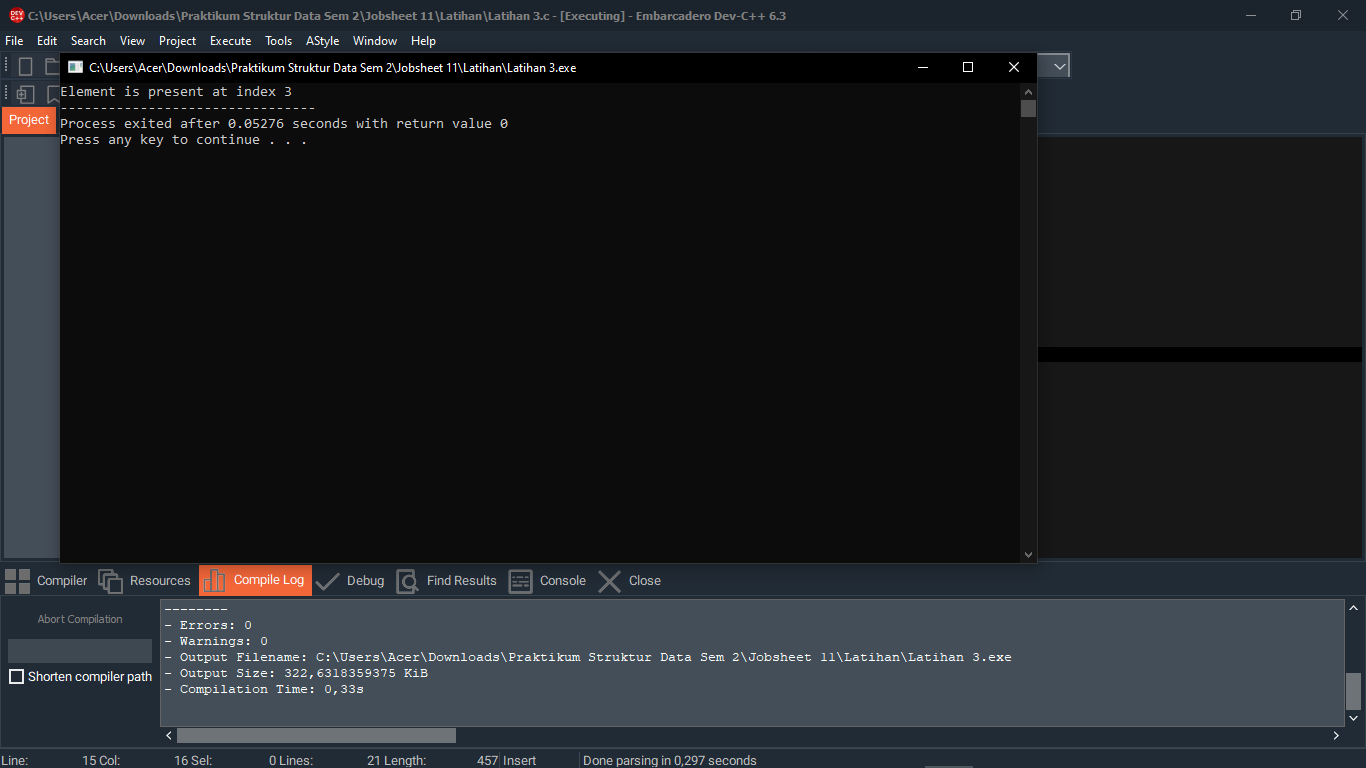 C:\Users\Acer\Downloads\Praktikum Struktur Data Sem 2\Jobsheet 11\Latihan\Latihan 3.c - [Executing] - Embarcadero Dev-C++ 6.3
File Edit Search View Project Execute Tools AStyle Window Help
C:\Users\Acer\Downloads\Praktikum Struktur Data Sem 2\Jobsheet 11\Latihan\Latihan 3.exe
Project
Element is present at index 3
--------------------------------
Process exited after 0.05276 seconds with return value 0
Press any key to continue . . .
Compiler Resources Compile Log Debug Find Results Console Close
Abort Compilation
Shorten compiler path
--------
- Errors: 0
- Warnings: 0
- Output Filename: C:\Users\Acer\Downloads\Praktikum Struktur Data Sem 2\Jobsheet 11\Latihan\Latihan 3.exe
- Output Size: 322,6318359375 KiB
- Compilation Time: 0,33s
Line: 15 Col: 16 Sel: 0 Lines: 21 Length: 457 Insert Done parsing in 0,297 seconds